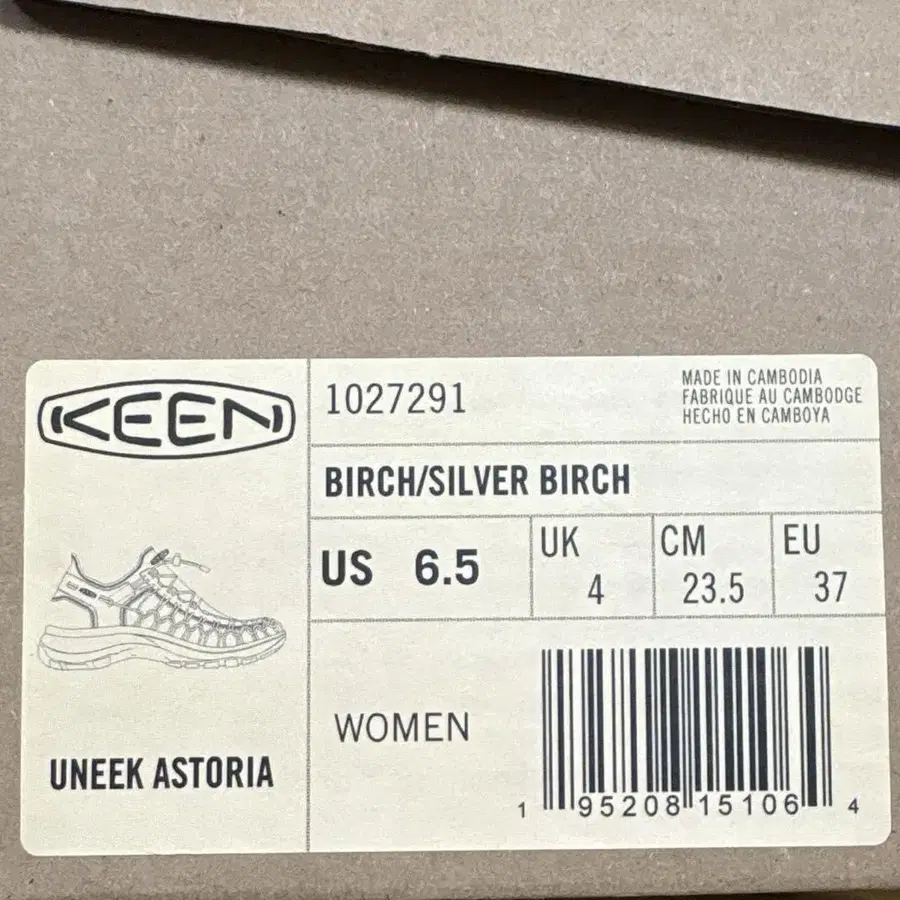 KEEN
1027291
MADE IN CAMBODIA
FABRIQUE AU CAMBODGE
HECHO EN CAMBOYA
BIRCH/SILVER BIRCH
US 6.5
UK 4
CM 23.5
EU 37
WOMEN
UNEEK ASTORIA
1 95208 15106 4